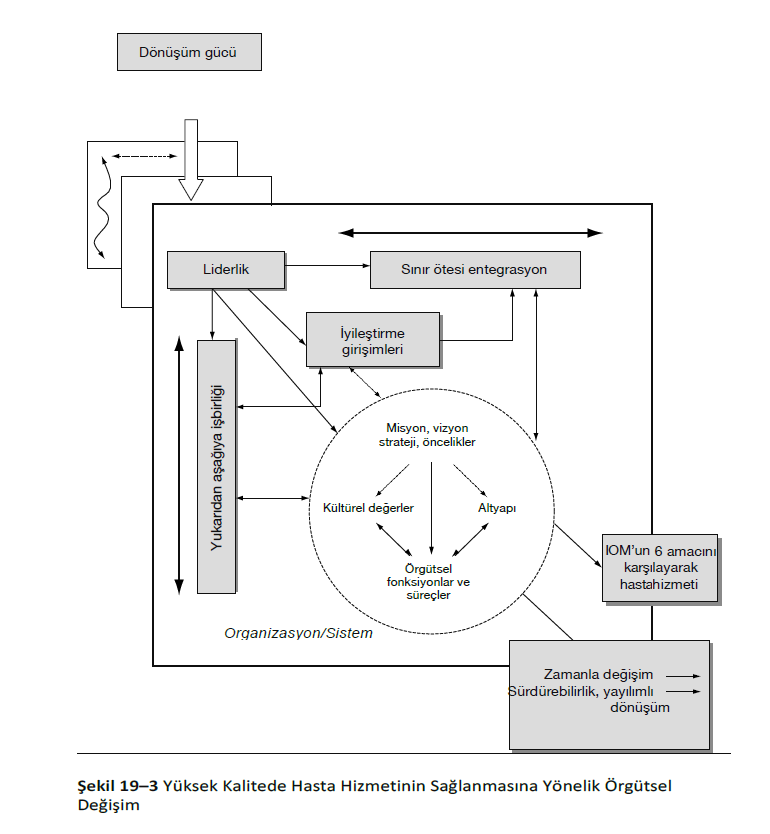 Dönüşüm gücü
Liderlik
Sınır ötesi entegrasyon
İyileştirme
girişimleri
Yukarıdan aşağıya işbirliği
Misyon, vizyon
strateji, öncelikler
Kültürel değerler
Altyapı
Örgütsel
fonksiyonlar ve
süreçler
IOM'un 6 amacını
karşılayarak
hastahizmeti
Organizasyon/Sistem
Zamanla değişim
Sürdürebilirlik, yayılımlı
dönüşüm
Şekil 19–3 Yüksek Kalitede Hasta Hizmetinin Sağlanmasına Yönelik Örgütsel
Değişim